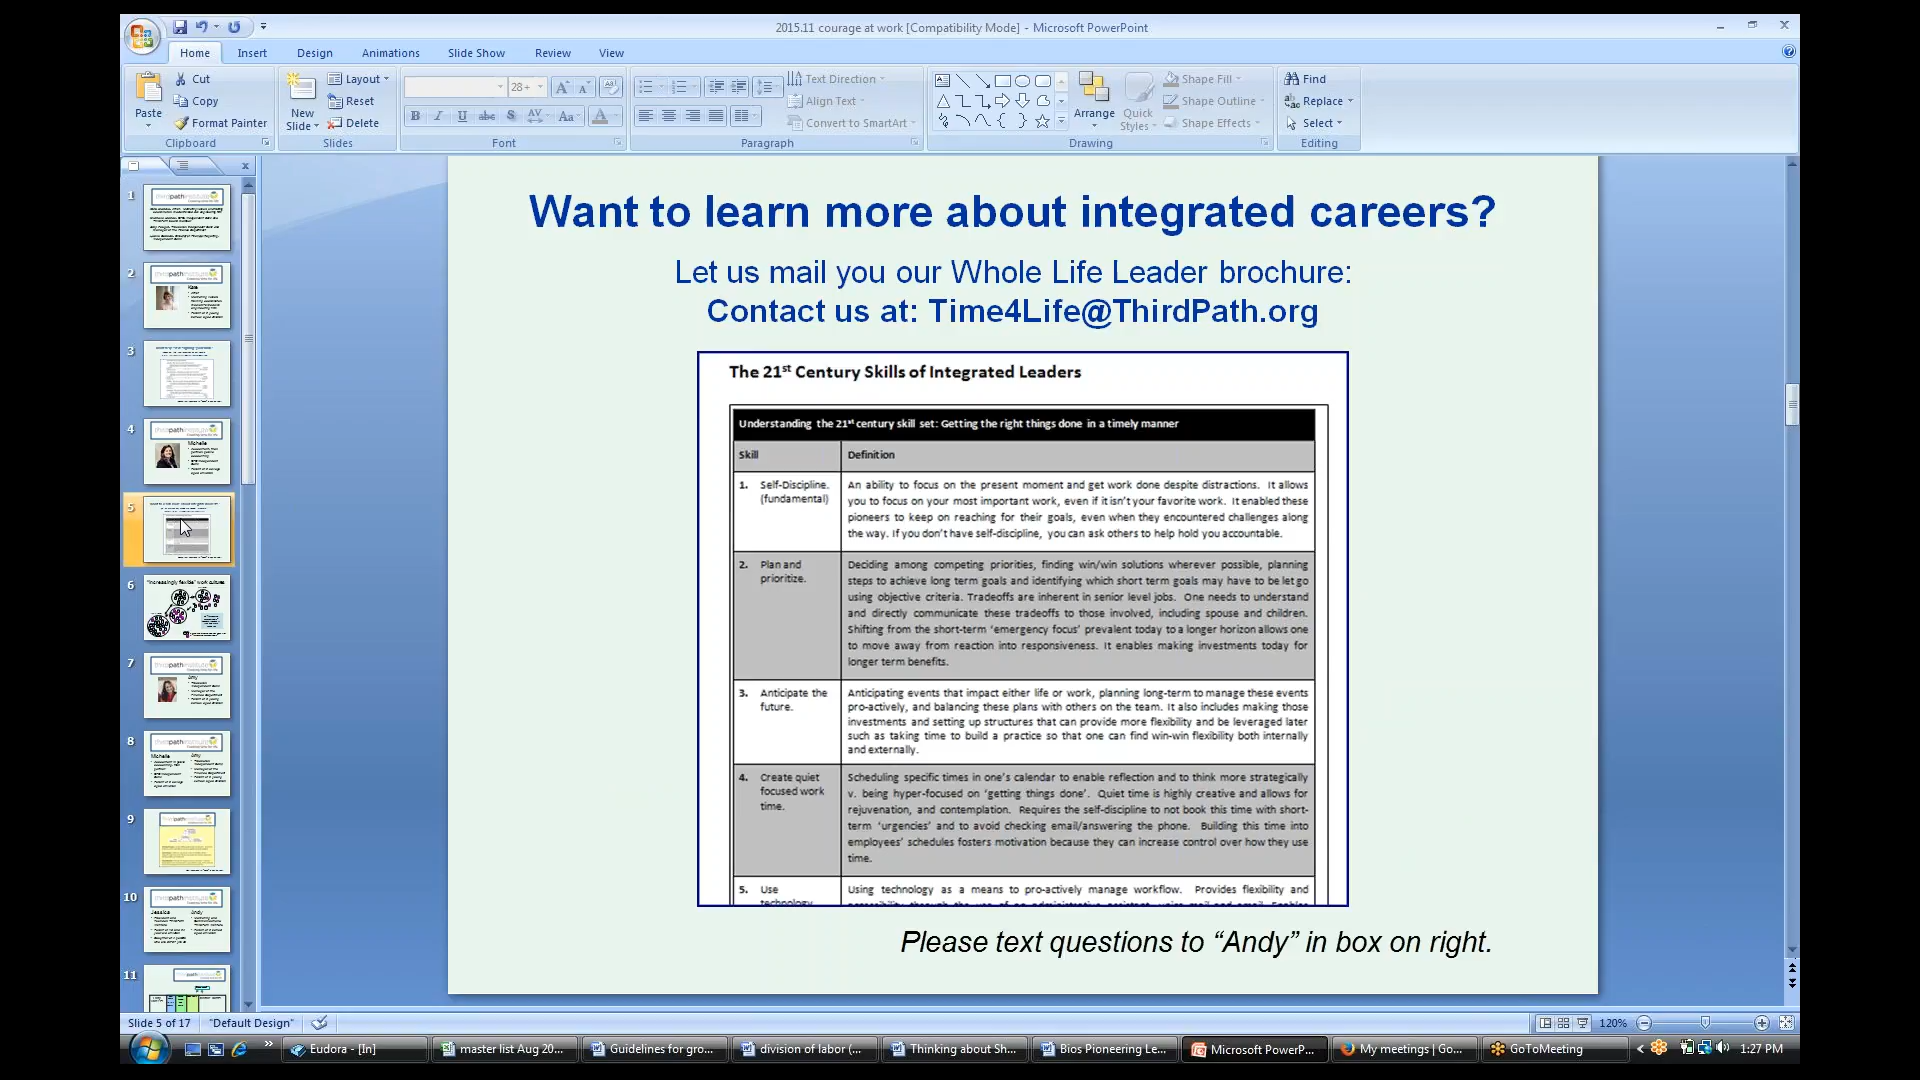 2015.11 courage at work [Compatibility Mode] - Microsoft PowerPoint
Home Insert Design Animations Slide Show Review View
Cut
Copy
Format Painter
Paste
Clipboard
New
Slide
Layout
Reset
Delete
Slides
28+
Font
Text Direction
Align Text
Convert to SmartArt
Paragraph
Arrange
Quick
Styles
Shape Fill
Shape Outline
Shape Effects
Drawing
Find
Replace
Select
Editing
1
2
3
4
5
6
7
8
9
10
11
Want to learn more about integrated careers?
Let us mail you our Whole Life Leader brochure:
Contact us at: Time4Life@ThirdPath.org
The 21st Century Skills of Integrated Leaders
Understanding the 21st century skill set: Getting the right things done in a timely manner
Skill Definition
1. Self-Discipline.
(fundamental)
An ability to focus on the present moment and get work done despite distractions. It allows
you to focus on your most important work, even if it isn't your favorite work. It enabled these
pioneers to keep on reaching for their goals, even when they encountered challenges along
the way. If you don't have self-discipline, you can ask others to help hold you accountable.
2. Plan and
prioritize.
Deciding among competing priorities, finding win/win solutions wherever possible, planning
steps to achieve long term goals and identifying which short term goals may have to be let go
using objective criteria. Tradeoffs are inherent in senior level jobs. One needs to understand
and directly communicate these tradeoffs to those involved, including spouse and children.
Shifting from the short-term 'emergency focus' prevalent today to a longer horizon allows one
to move away from reaction into responsiveness. It enables making investments today for
longer term benefits.
3. Anticipate the
future.
Anticipating events that impact either life or work, planning long-term to manage these events
pro-actively, and balancing these plans with others on the team. It also includes making those
investments and setting up structures that can provide more flexibility and be leveraged later
such as taking time to build a practice so that one can find win-win flexibility both internally
and externally.
4. Create quiet
focused work
time.
Scheduling specific times in one's calendar to enable reflection and to think more strategically
v. being hyper-focused on 'getting things done'. Quiet time is highly creative and allows for
rejuvenation, and contemplation. Requires the self-discipline to not book this time with short-
term 'urgencies' and to avoid checking email/answering the phone. Building this time into
employees' schedules fosters motivation because they can increase control over how they use
time.
5. Use
technology
Using technology as a means to pro-actively manage workflow. Provides flexibility and
Please text questions to “Andy” in box on right.
Slide 5 of 17 "Default Design" 120%
Eudora - [In] master list Aug 20... Guidelines for gro... division of labor (... Thinking about Sh... Bios Pioneering Le... Microsoft PowerP... My meetings | Go... GoToMeeting 1:27 PM